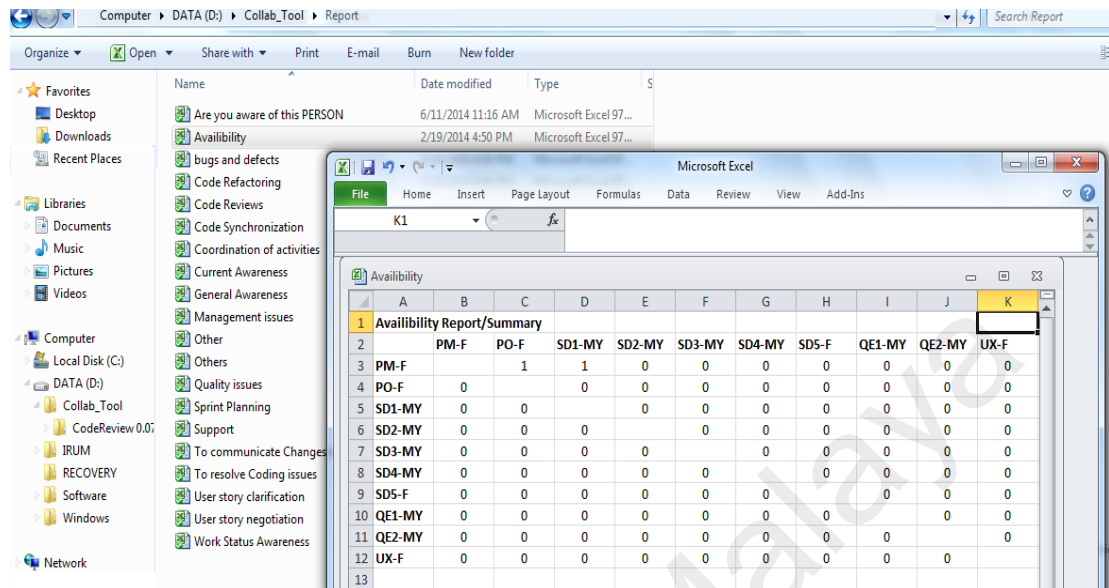 Computer ▸ DATA (D:) ▸ Collab_Tool ▸ Report
Search Report
Organize Open Share with Print E-mail Burn New folder
Favorites
Desktop
Downloads
Recent Places
Libraries
Documents
Music
Pictures
Videos
Computer
Local Disk (C:)
DATA (D:)
Collab_Tool
CodeReview 0.07
IRUM
RECOVERY
Software
Windows
Network
Name Date modified Type S
Are you aware of this PERSON 6/11/2014 11:16 AM Microsoft Excel 97...
Availibility 2/19/2014 4:50 PM Microsoft Excel 97...
bugs and defects
Code Refactoring
Code Reviews
Code Synchronization
Coordination of activities
Current Awareness
General Awareness
Management issues
Other
Others
Quality issues
Sprint Planning
Support
To communicate Changes
To resolve Coding issues
User story clarification
User story negotiation
Work Status Awareness
Microsoft Excel
File Home Insert Page Layout Formulas Data Review View Add-Ins
K1 fx
Availibility
A B C D E F G H I J K
1 Availibility Report/Summary
2 PM-F PO-F SD1-MY SD2-MY SD3-MY SD4-MY SD5-F QE1-MY QE2-MY UX-F
3 PM-F 1 1 0 0 0 0 0 0 0
4 PO-F 0 0 0 0 0 0 0 0 0
5 SD1-MY 0 0 0 0 0 0 0 0 0
6 SD2-MY 0 0 0 0 0 0 0 0 0
7 SD3-MY 0 0 0 0 0 0 0 0 0
8 SD4-MY 0 0 0 0 0 0 0 0 0
9 SD5-F 0 0 0 0 0 0 0 0 0
10 QE1-MY 0 0 0 0 0 0 0 0 0
11 QE2-MY 0 0 0 0 0 0 0 0 0
12 UX-F 0 0 0 0 0 0 0 0 0
13
Malaya